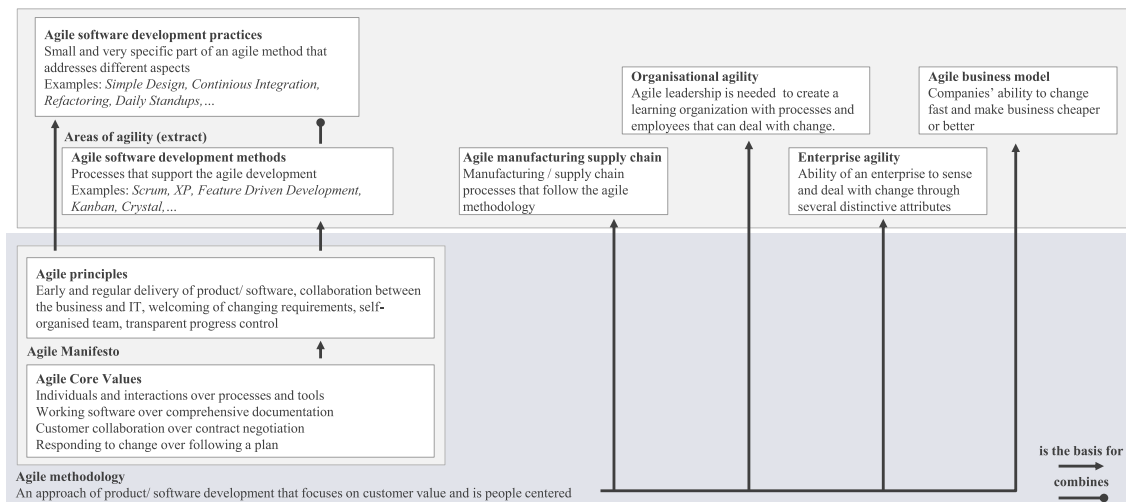 Agile software development practices
Small and very specific part of an agile method that
addresses different aspects
Examples: Simple Design, Continious Integration,
Refactoring, Daily Standups,...
Areas of agility (extract)
Agile software development methods
Processes that support the agile development
Examples: Scrum, XP, Feature Driven Development,
Kanban, Crystal,...
Agile manufacturing supply chain
Manufacturing / supply chain
processes that follow the agile
methodology
Organisational agility
Agile leadership is needed to create a
learning organization with processes and
employees that can deal with change.
Enterprise agility
Ability of an enterprise to sense
and deal with change through
several distinctive attributes
Agile business model
Companies' ability to change
fast and make business cheaper
or better
Agile principles
Early and regular delivery of product/ software, collaboration between
the business and IT, welcoming of changing requirements, self-
organised team, transparent progress control
Agile Manifesto
Agile Core Values
Individuals and interactions over processes and tools
Working software over comprehensive documentation
Customer collaboration over contract negotiation
Responding to change over following a plan
Agile methodology
An approach of product/ software development that focuses on customer value and is people centered
is the basis for
combines